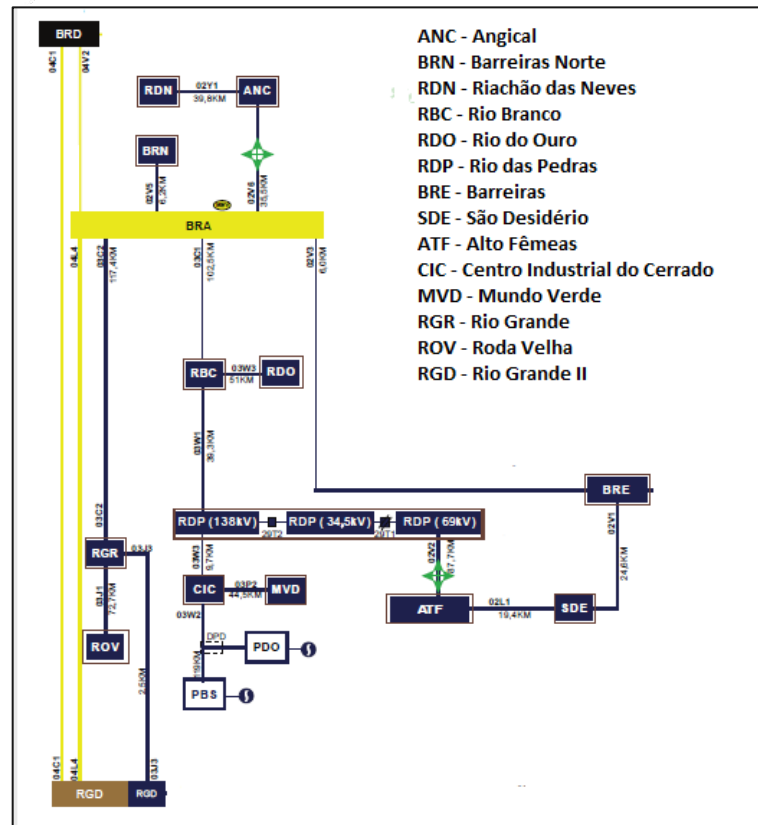 BRD
04C1
04V2
RDN
02Y1
39,8KM
ANC
BRN
02V5
6,2KM
02V6
35,5KM
BRA
04L4
03C2
117,4KM
03C1
102,5KM
02V3
6,0KM
RBC
03W3
51KM
RDO
03W1
39,3KM
BRE
RDP (138kV)
29T2
RDP ( 34,5kV)
29T1
RDP ( 69kV)
03C2
RGR
03J3
03W3
9,7KM
02V2
87,7KM
02V1
24,6KM
CIC
03P2
44,5KM
MVD
03J1
72,7KM
03W2
ATF
02L1
19,4KM
SDE
ROV
DPD
PDO
119KM
PBS
2,5KM
04C1
04L4
03J3
RGD
RGD
ANC - Angical
BRN - Barreiras Norte
RDN - Riachão das Neves
RBC - Rio Branco
RDO - Rio do Ouro
RDP - Rio das Pedras
BRE - Barreiras
SDE - São Desidério
ATF - Alto Fêmeas
CIC - Centro Industrial do Cerrado
MVD - Mundo Verde
RGR - Rio Grande
ROV - Roda Velha
RGD - Rio Grande II